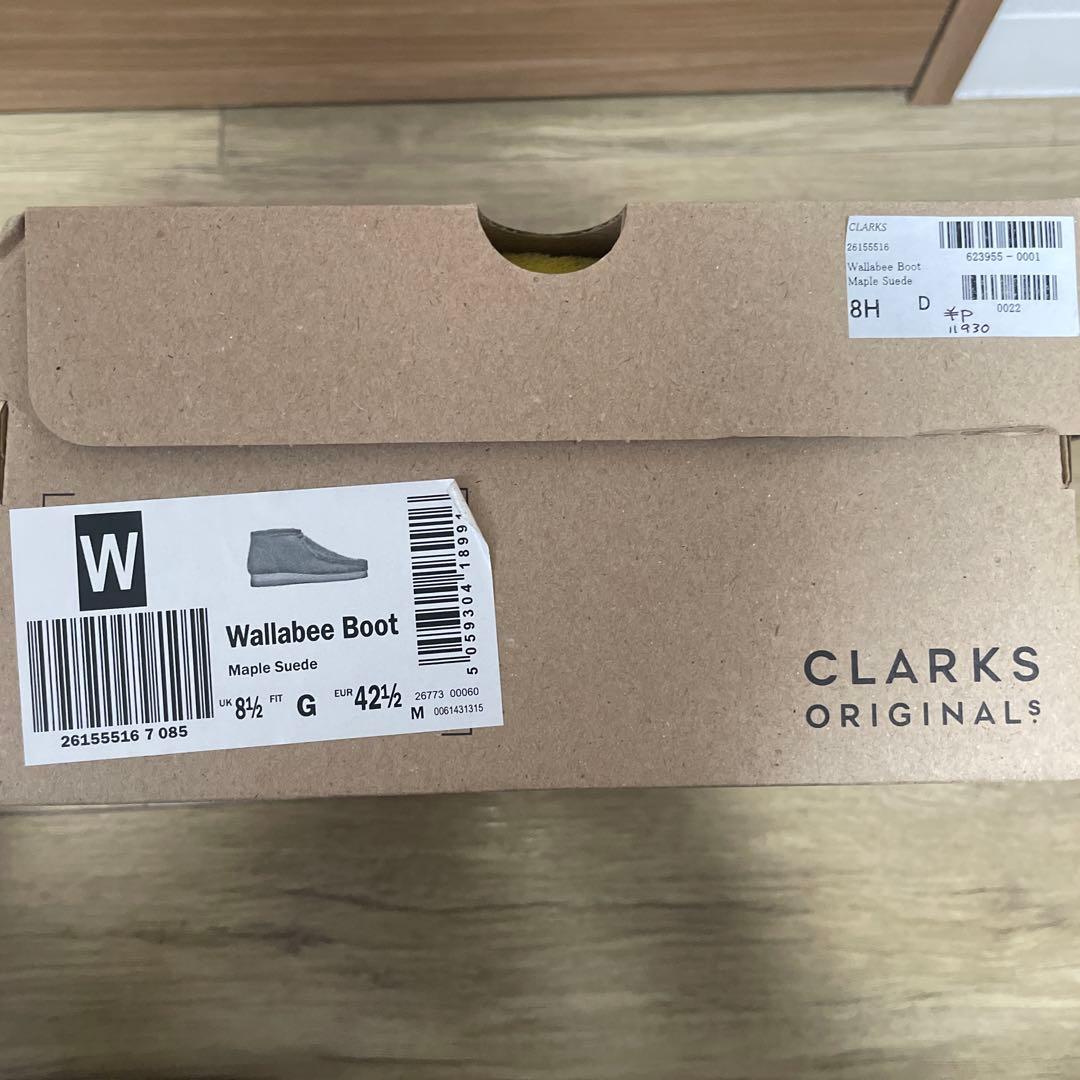 CLARKS
26155516
Wallabee Boot
Maple Suede
8H D
623955-0001
0022
¥P
11930
W
26155516 7 085
Wallabee Boot
Maple Suede
UK 8½ FIT G EUR 42½
26773 00060
M 0061431315
5 059304 18991
CLARKS
ORIGINALS.